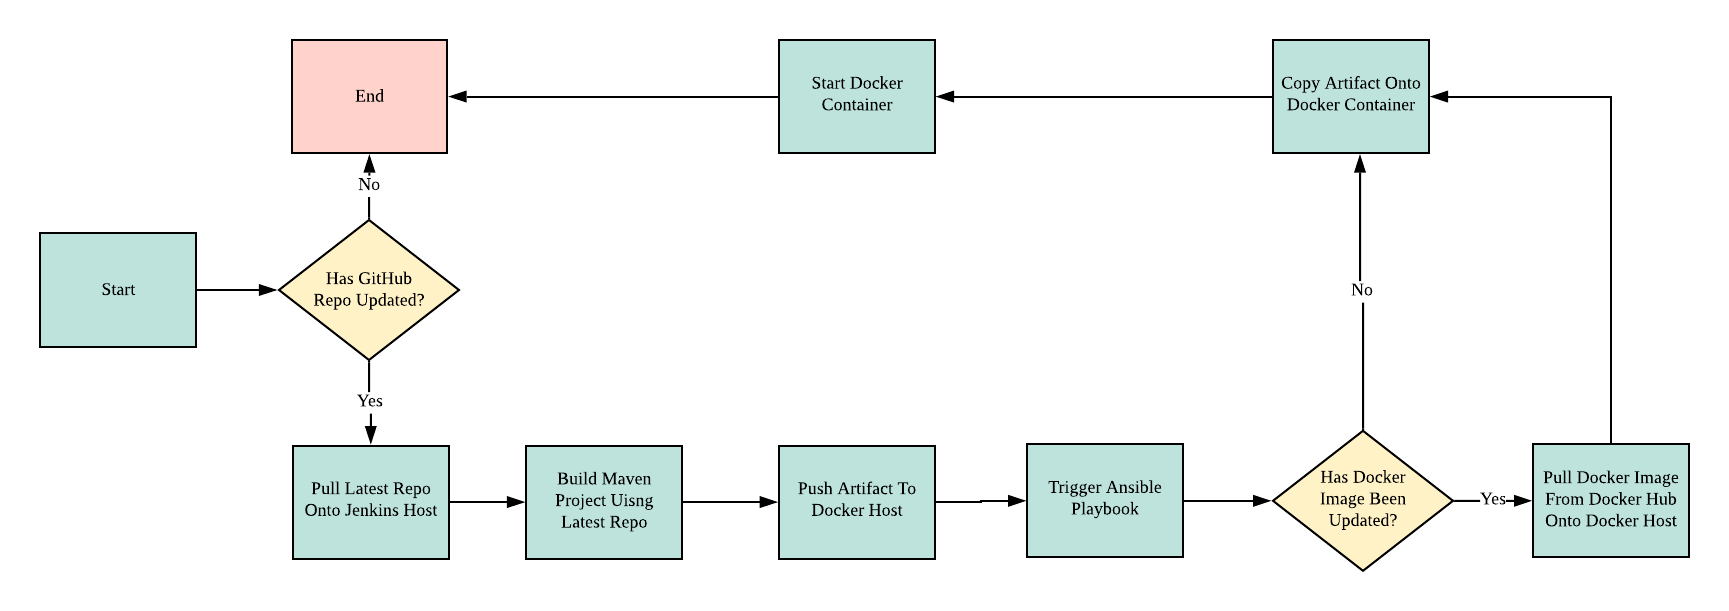 End
Start Docker
Container
Copy Artifact Onto
Docker Container
No
Start
Has GitHub
Repo Updated?
No
Yes
Pull Latest Repo
Onto Jenkins Host
Build Maven
Project Uisng
Latest Repo
Push Artifact To
Docker Host
Trigger Ansible
Playbook
Has Docker
Image Been
Updated?
Yes
Pull Docker Image
From Docker Hub
Onto Docker Host